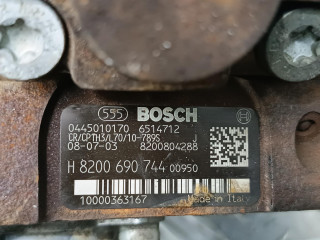 555 BOSCH
0445010170 6514712
CR/CPTH3/L70/10-789S J
08-07-03 8200804288
H 8200 690 744 00950
10000363167 Made in Italy